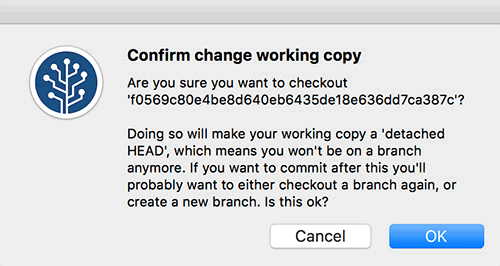 Confirm change working copy
Are you sure you want to checkout
'f0569c80e4be8d640eb6435de18e636dd7ca387c'?
Doing so will make your working copy a 'detached
HEAD', which means you won't be on a branch
anymore. If you want to commit after this you'll
probably want to either checkout a branch again, or
create a new branch. Is this ok?
Cancel
OK